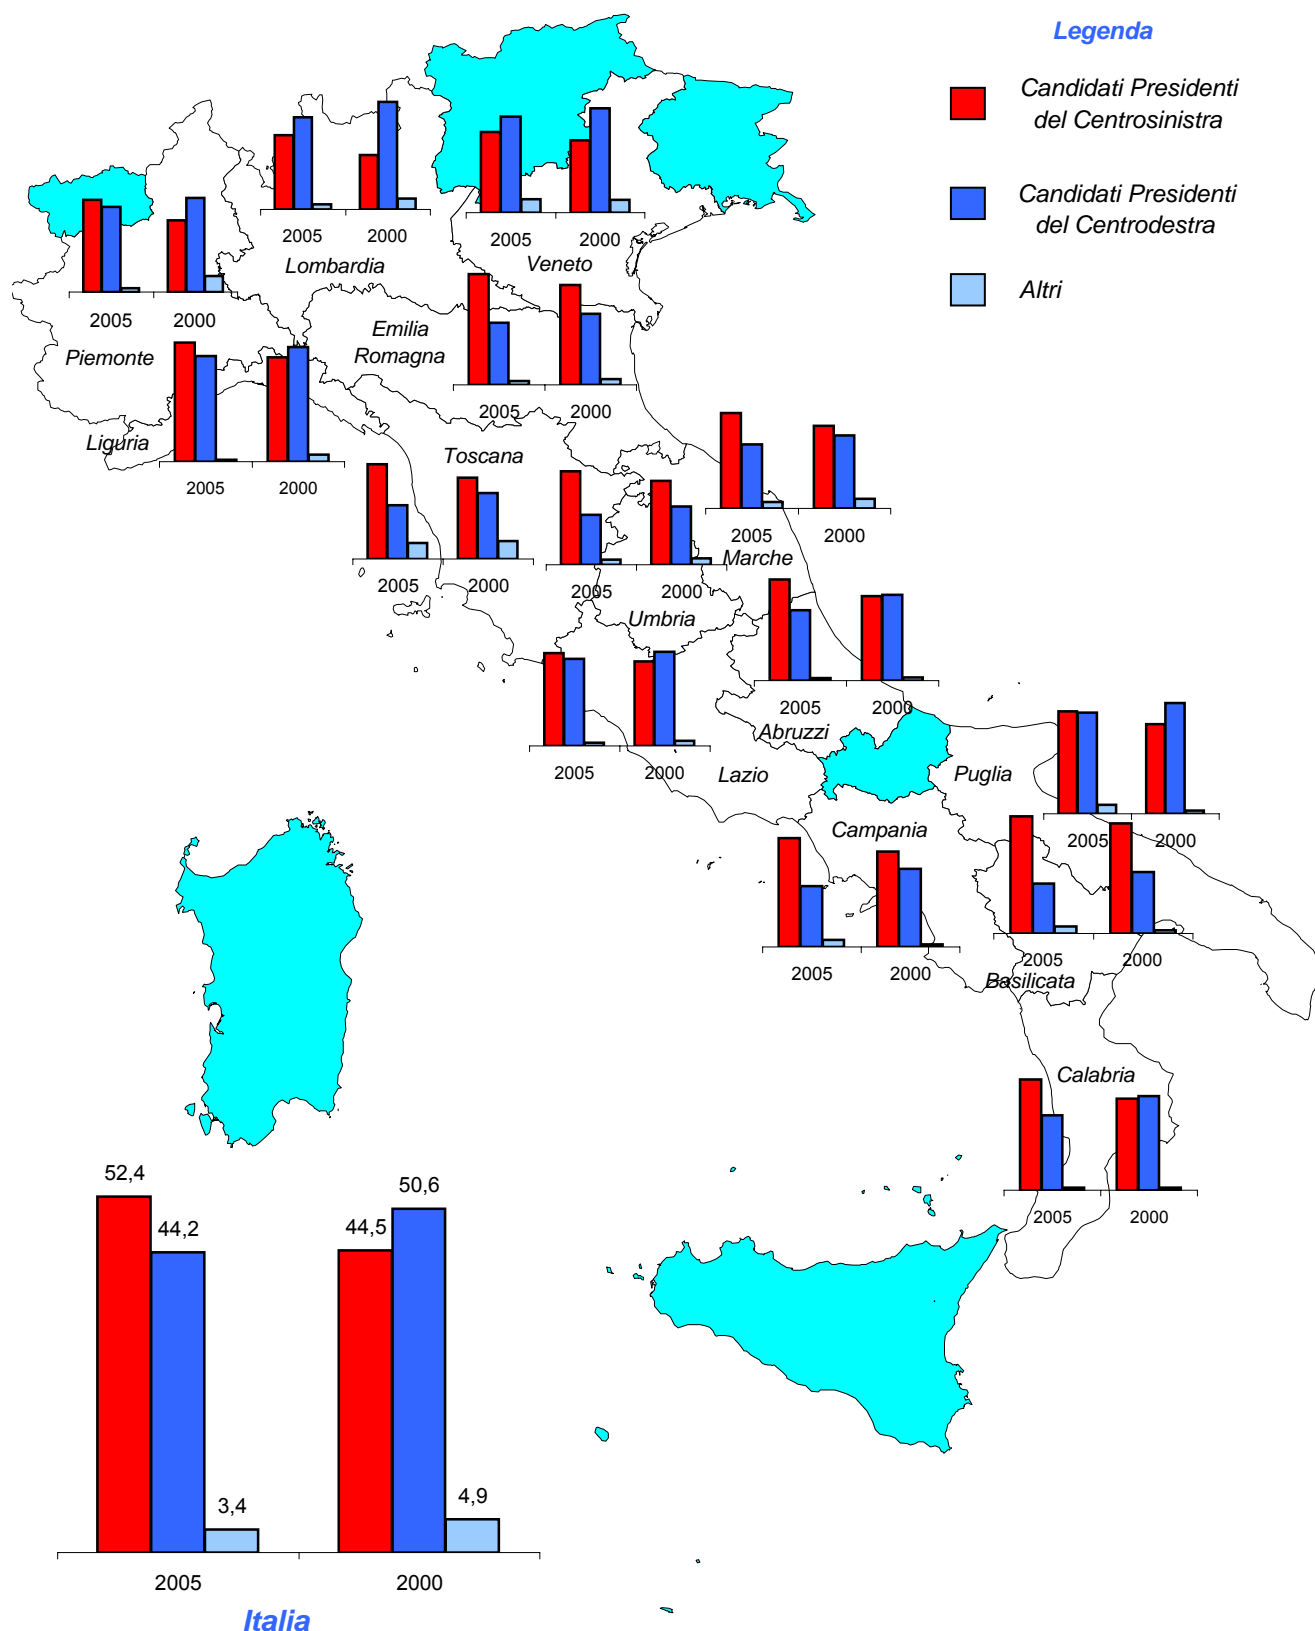 Legenda
Candidati Presidenti
del Centrosinistra
Candidati Presidenti
del Centrodestra
Altri
2005 2000
Lombardia
2005 2000
Veneto
2005 2000
Piemonte
Emilia
Romagna
2005 2000
Liguria
2005 2000
Toscana
2005 2000
2005 2000
Umbria
2005 2000
Marche
2005 2000
Abruzzi
2005 2000
Lazio
Puglia
2005 2000
Campania
2005 2000
2005 2000
Basilicata
Calabria
2005 2000
52,4
44,2
3,4
44,5
50,6
4,9
2005 2000
Italia